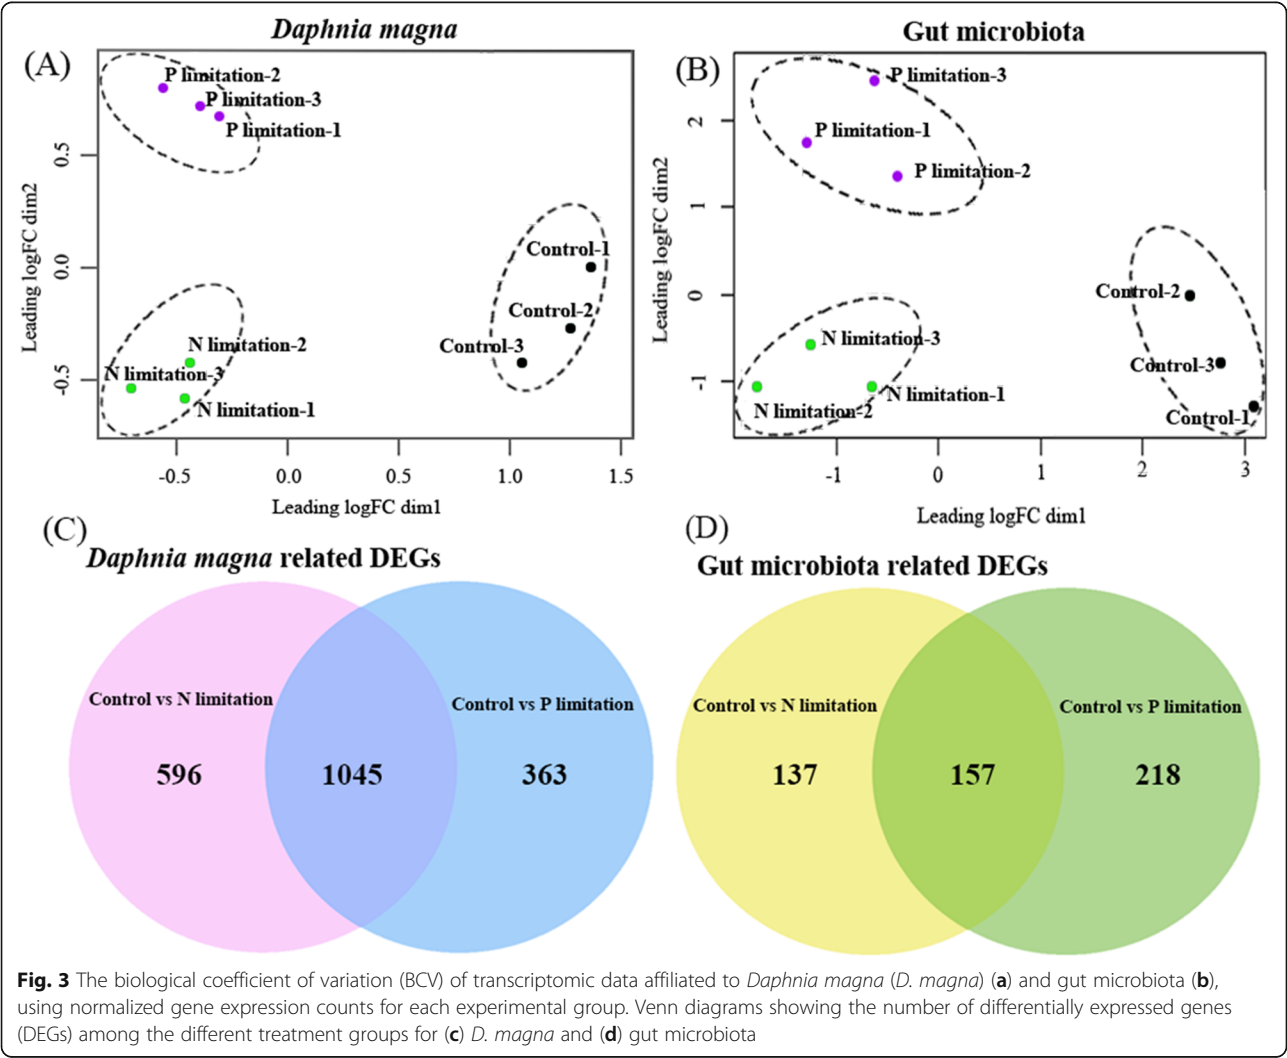 Daphnia magna
Gut microbiota
(A)
P limitation-2
P limitation-3
P limitation-1
Control-1
Control-2
Control-3
N limitation-2
N limitation-3
N limitation-1
0.5
0.0
-0.5
Leading logFC dim2
-0.5
0.0
0.5
1.0
1.5
Leading logFC dim1
(B)
P limitation-3
P limitation-1
P limitation-2
Control-2
N limitation-3
Control-3
N limitation-1
N limitation-2
Control-1
2
1
0
-1
Leading logFC dim2
-1
0
1
2
3
Leading logFC dim1
(C)
Daphnia magna related DEGs
Control vs N limitation
Control vs P limitation
596
1045
363
(D)
Gut microbiota related DEGs
Control vs N limitation
Control vs P limitation
137
157
218
Fig. 3 The biological coefficient of variation (BCV) of transcriptomic data affiliated to Daphnia magna (D. magna) (a) and gut microbiota (b),
using normalized gene expression counts for each experimental group. Venn diagrams showing the number of differentially expressed genes
(DEGs) among the different treatment groups for (c) D. magna and (d) gut microbiota